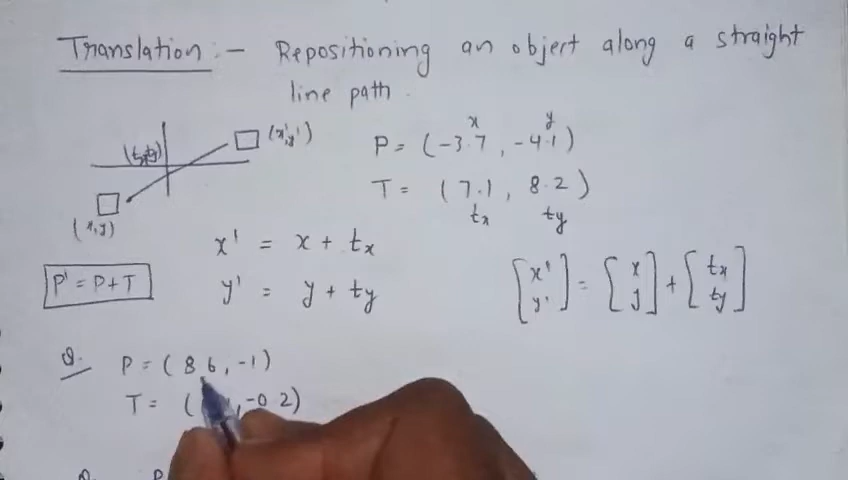 Translation :- Repositioning an object along a straight
line path.
(tx,ty)
(x',y')
(x,y)
x y
P = (-3.7, -4.1)
T = (7.1, 8.2)
tx ty
x' = x + tx
y' = y + ty
P' = P+T
[x' y'] = [x y] + [tx ty]
Q. P = (8.6, -1)
T = ( , -0.2)
Q. P